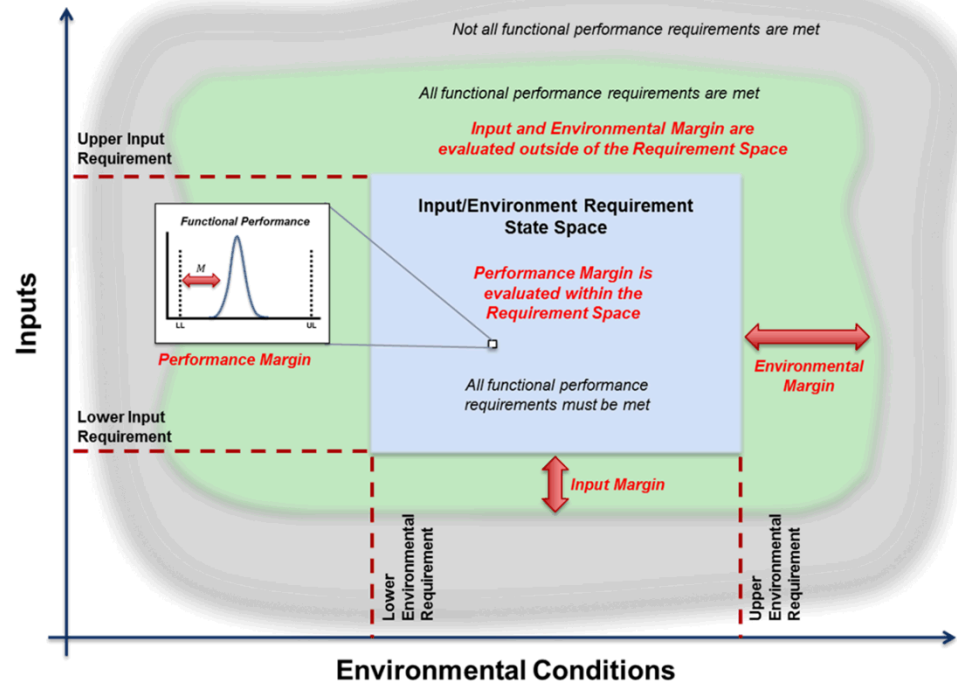 Not all functional performance requirements are met
All functional performance requirements are met
Input and Environmental Margin are
evaluated outside of the Requirement Space
Upper Input
Requirement
Input/Environment Requirement
State Space
Functional Performance
M
LL
UL
Performance Margin
Performance Margin is
evaluated within the
Requirement Space
Inputs
Environmental
Margin
All functional performance
requirements must be met
Lower Input
Requirement
Input Margin
Lower
Environmental
Requirement
Upper
Environmental
Requirement
Environmental Conditions